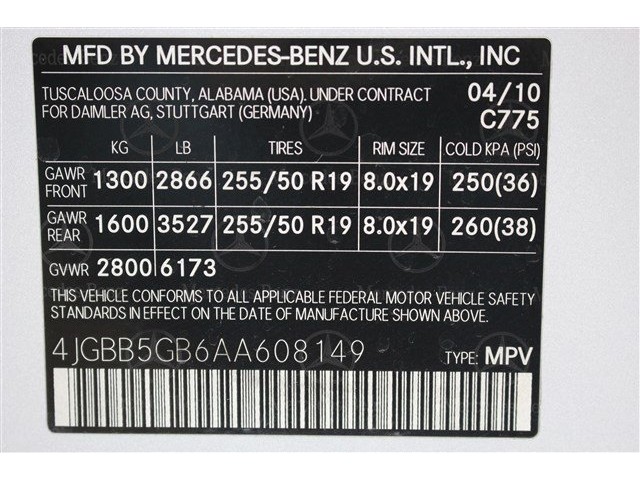 MFD BY MERCEDES-BENZ U.S. INTL., INC
TUSCALOOSA COUNTY, ALABAMA (USA). UNDER CONTRACT 04/10
FOR DAIMLER AG, STUTTGART (GERMANY) C775
KG LB TIRES RIM SIZE COLD KPA (PSI)
GAWR FRONT 1300 2866 255/50 R19 8.0x19 250(36)
GAWR REAR 1600 3527 255/50 R19 8.0x19 260(38)
GVWR 2800 6173
THIS VEHICLE CONFORMS TO ALL APPLICABLE FEDERAL MOTOR VEHICLE SAFETY
STANDARDS IN EFFECT ON THE DATE OF MANUFACTURE SHOWN ABOVE.
4JGBB5GB6AA608149 TYPE: MPV